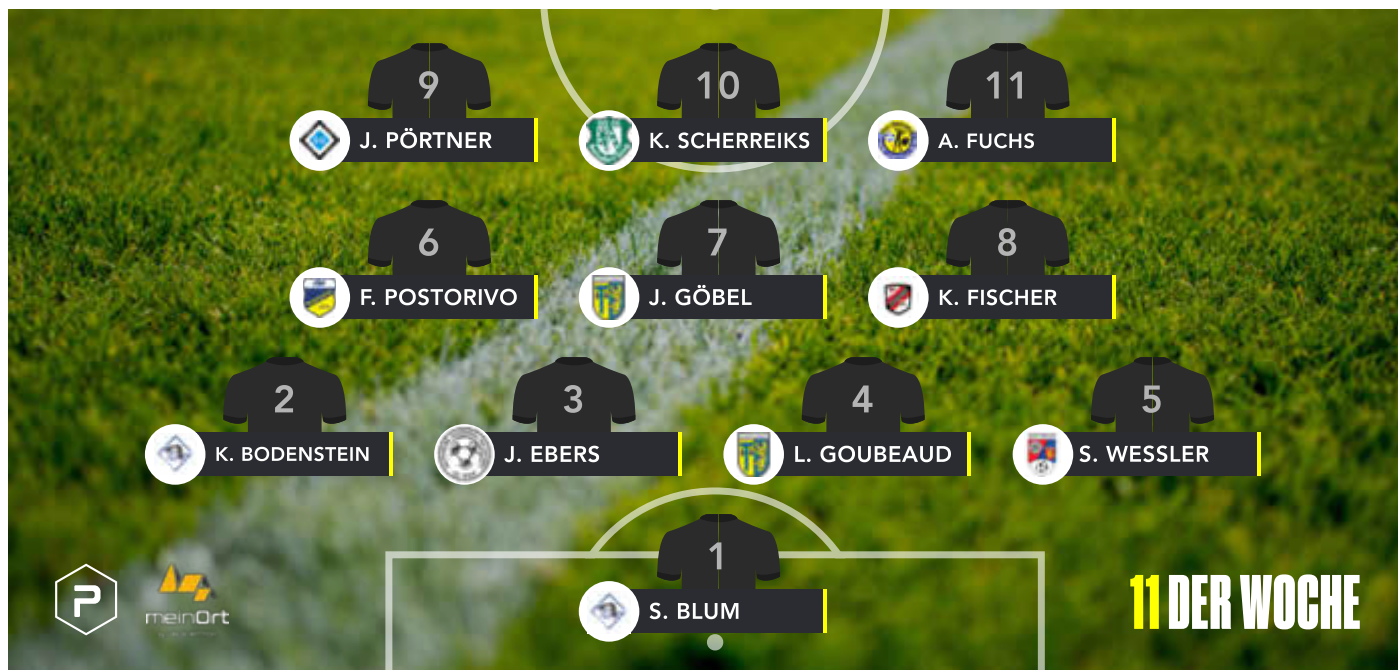 9
10
11
J. PÖRTNER
K. SCHERREIKS
A. FUCHS
6
7
8
F. POSTORIVO
J. GÖBEL
K. FISCHER
2
3
4
5
K. BODENSTEIN
J. EBERS
L. GOUBEAUD
S. WESSLER
1
S. BLUM
P
meinOrt
11 DER WOCHE